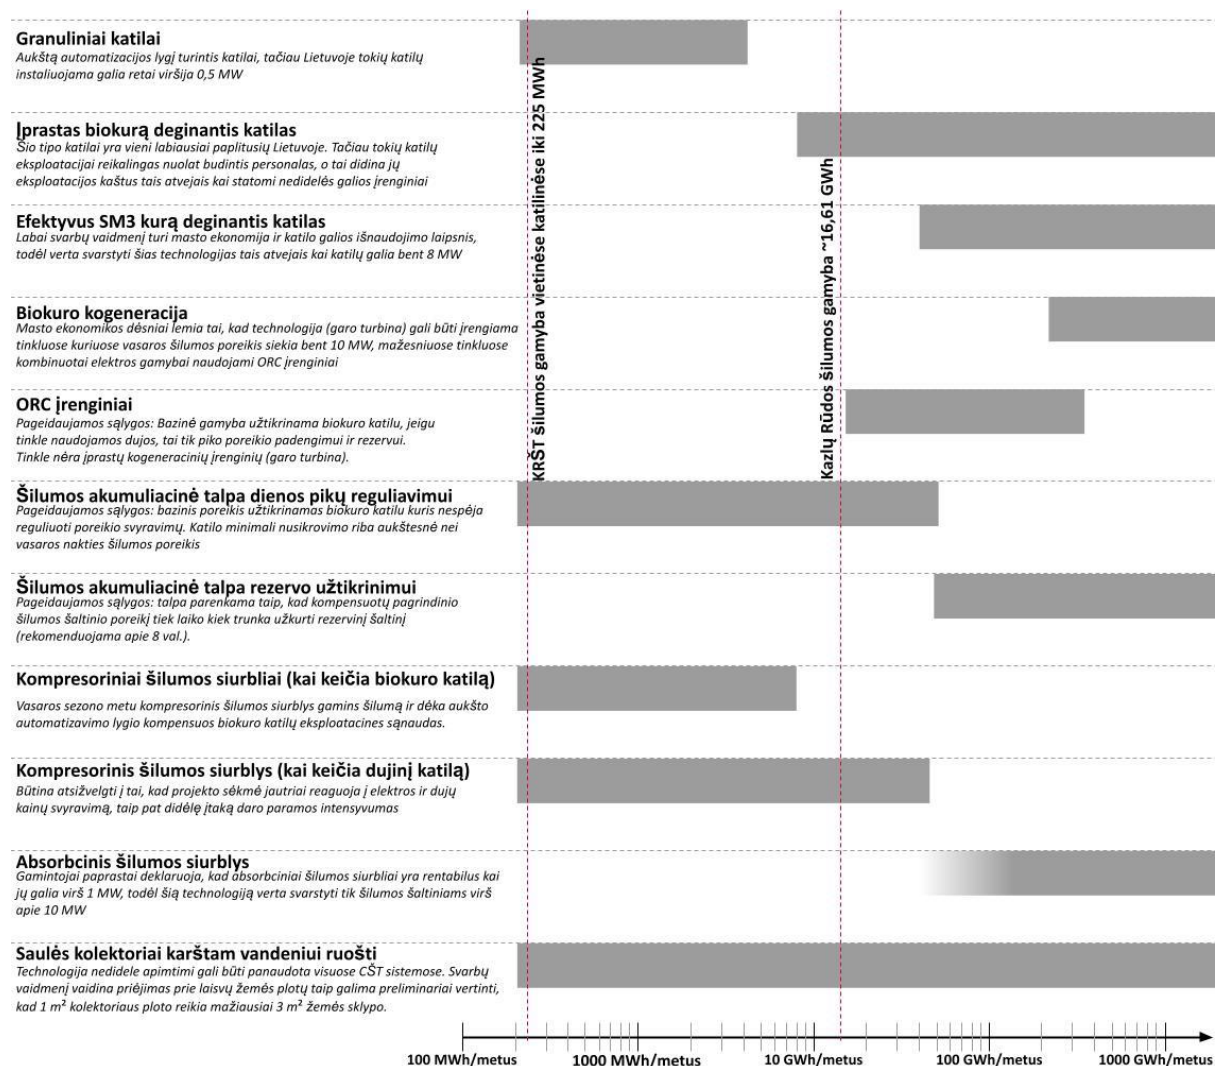 Granuliniai katilai
Aukštą automatizacijos lygį turintis katilai, tačiau Lietuvoje tokių katilų
instaliuojama galia retai viršija 0,5 MW
Įprastas biokurą deginantis katilas
Šio tipo katilai yra vieni labiausiai paplitusių Lietuvoje. Tačiau tokių katilų
eksploatacijai reikalingas nuolat budintis personalas, o tai didina jų
eksploatacijos kaštus tais atvejais kai statomi nedidelės galios įrenginiai
Efektyvus SM3 kurą deginantis katilas
Labai svarbų vaidmenį turi masto ekonomija ir katilo galios išnaudojimo laipsnis,
todėl verta svarstyti šias technologijas tais atvejais kai katilų galia bent 8 MW
Biokuro kogeneracija
Masto ekonomikos dėsniai lemia tai, kad technologija (garo turbina) gali būti įrengiama
tinkluose kuriuose vasaros šilumos poreikis siekia bent 10 MW, mažesniuose tinkluose
kombinuotai elektros gamybai naudojami ORC įrenginiai
ORC įrenginiai
Pageidaujamos sąlygos: Bazinė gamyba užtikrinama biokuro katilu, jeigu
tinkle naudojamos dujos, tai tik piko poreikio padengimui ir rezervui.
Tinkle nėra įprastų kogeneracinių įrenginių (garo turbina).
Šilumos akumuliacinė talpa dienos pikų reguliavimui
Pageidaujamos sąlygos: bazinis poreikis užtikrinamas biokuro katilu kuris nespėja
reguliuoti poreikio svyravimų. Katilo minimali nusikrovimo riba aukštesnė nei
vasaros nakties šilumos poreikis
Šilumos akumuliacinė talpa rezervo užtikrinimui
Pageidaujamos sąlygos: talpa parenkama taip, kad kompensuotų pagrindinio
šilumos šaltinio poreikį tiek laiko kiek trunka užkurti rezervinį šaltinį
(rekomenduojama apie 8 val.).
Kompresoriniai šilumos siurbliai (kai keičia biokuro katilą)
Vasaros sezono metu kompresorinis šilumos siurblys gamins šilumą ir dėka aukšto
automatizavimo lygio kompensuos biokuro katilų eksploatacines sąnaudas.
Kompresorinis šilumos siurblys (kai keičia dujinį katilą)
Būtina atsižvelgti į tai, kad projekto sėkmė jautriai reaguoja į elektros ir dujų
kainų svyravimą, taip pat didėlę įtaką daro paramos intensyvumas
Absorbcinis šilumos siurblys
Gamintojai paprastai deklaruoja, kad absorbciniai šilumos siurbliai yra rentabilus kai
jų galia virš 1 MW, todėl šią technologiją verta svarstyti tik šilumos šaltiniams virš
apie 10 MW
Saulės kolektoriai karštam vandeniui ruošti
Technologija nedidele apimtimi gali būti panaudota visuose CŠT sistemose. Svarbų
vaidmenį vaidina priėjimas prie laisvų žemės plotų taip galima preliminariai vertinti,
kad 1 m² kolektoriaus ploto reikia mažiausiai 3 m² žemės sklypo.
KRŠT šilumos gamyba vietinėse katilinėse iki 225 MWh
Kazlų Rūdos šilumos gamyba ~16,61 GWh
100 MWh/metus 1000 MWh/metus 10 GWh/metus 100 GWh/metus 1000 GWh/metus